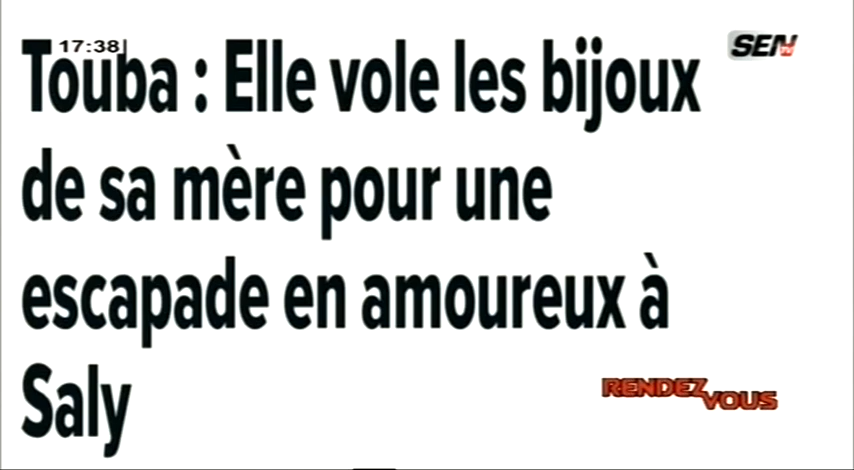 17:38
SEN TV
Touba : Elle vole les bijoux
de sa mère pour une
escapade en amoureux à
Saly
RENDEZ
VOUS